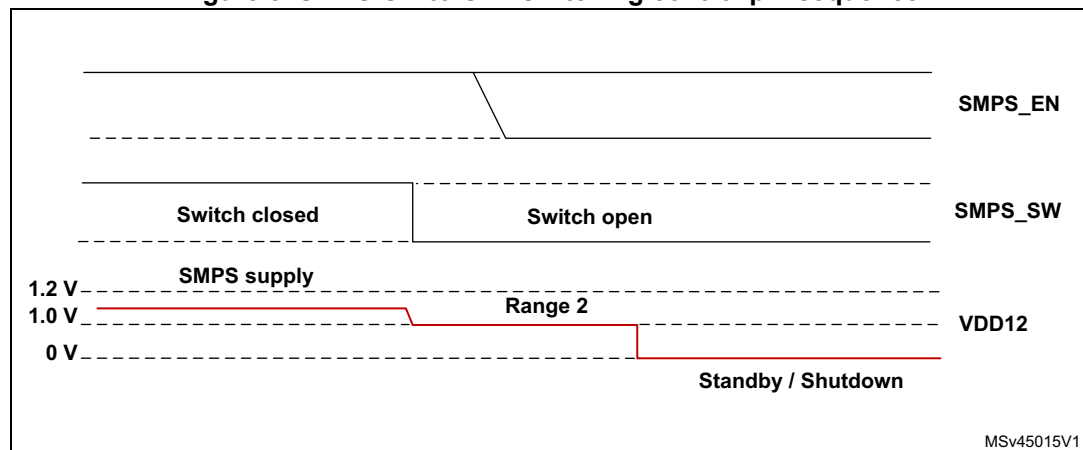 SMPS_EN
Switch closed
Switch open
SMPS_SW
SMPS supply
1.2 V
Range 2
1.0 V
VDD12
0 V
Standby / Shutdown
MSv45015V1